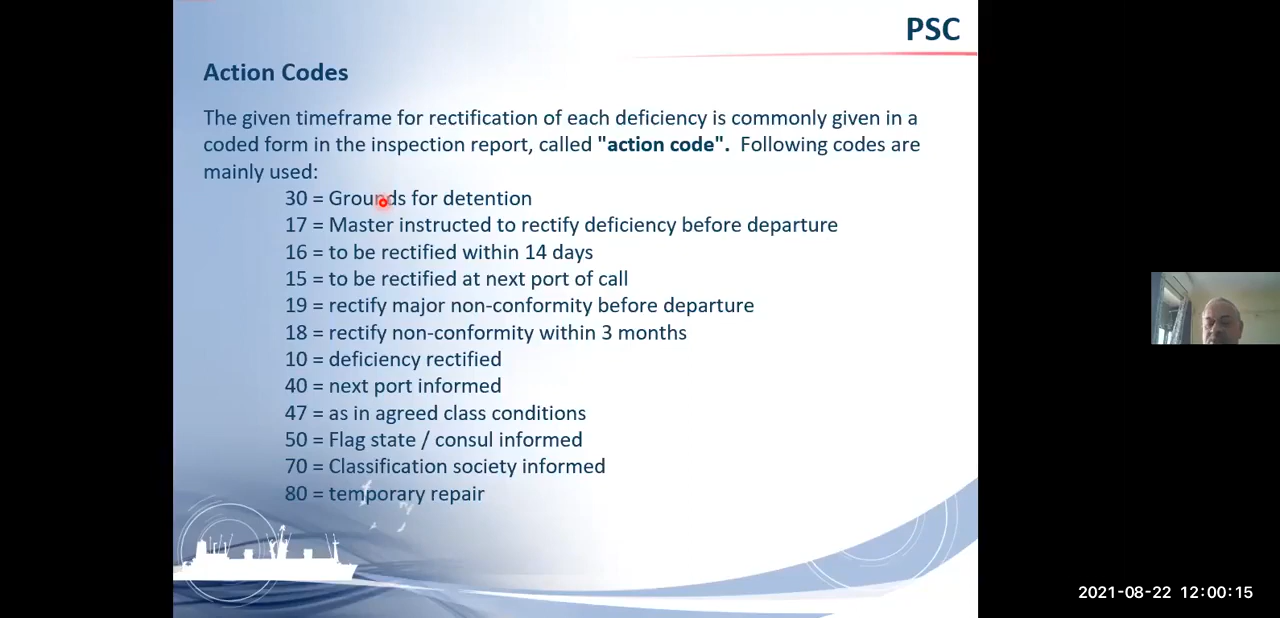 PSC
Action Codes
The given timeframe for rectification of each deficiency is commonly given in a
coded form in the inspection report, called "action code".  Following codes are
mainly used:
30 = Grounds for detention
17 = Master instructed to rectify deficiency before departure
16 = to be rectified within 14 days
15 = to be rectified at next port of call
19 = rectify major non-conformity before departure
18 = rectify non-conformity within 3 months
10 = deficiency rectified
40 = next port informed
47 = as in agreed class conditions
50 = Flag state / consul informed
70 = Classification society informed
80 = temporary repair
2021-08-22 12:00:15